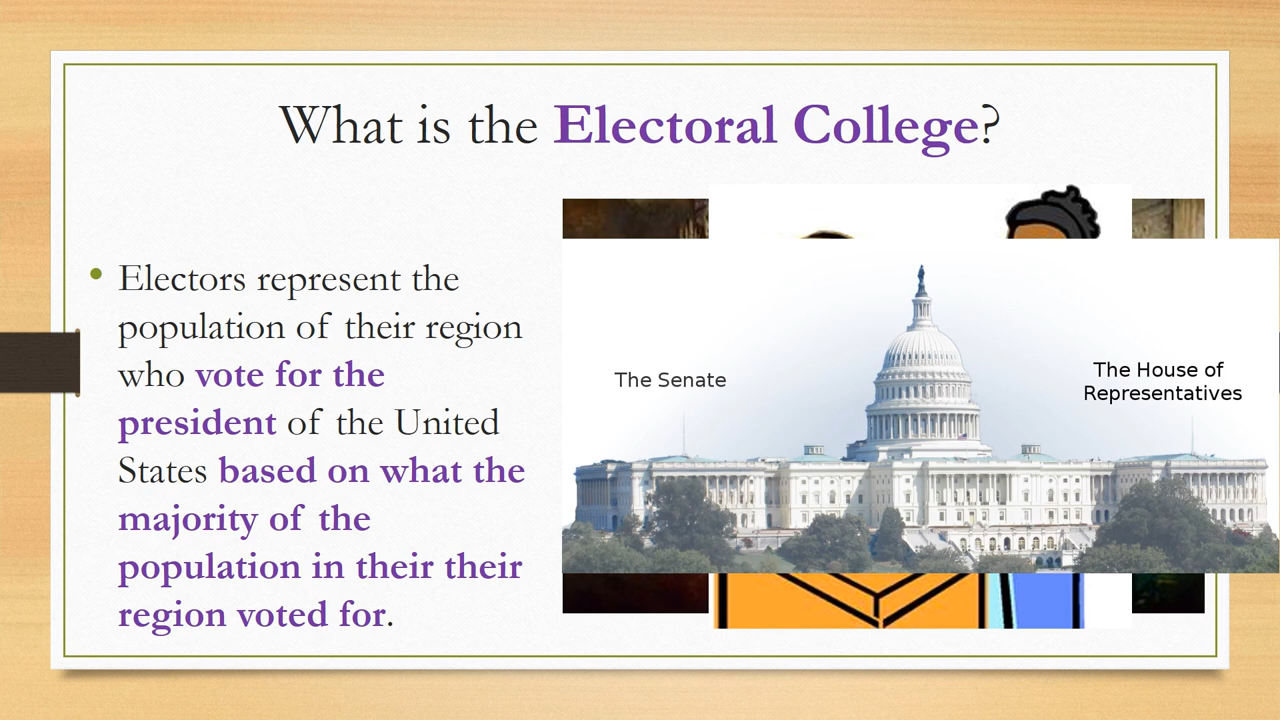 What is the Electoral College?
• Electors represent the
population of their region
who vote for the
president of the United
States based on what the
majority of the
population in their their
region voted for.
The Senate
The House of
Representatives